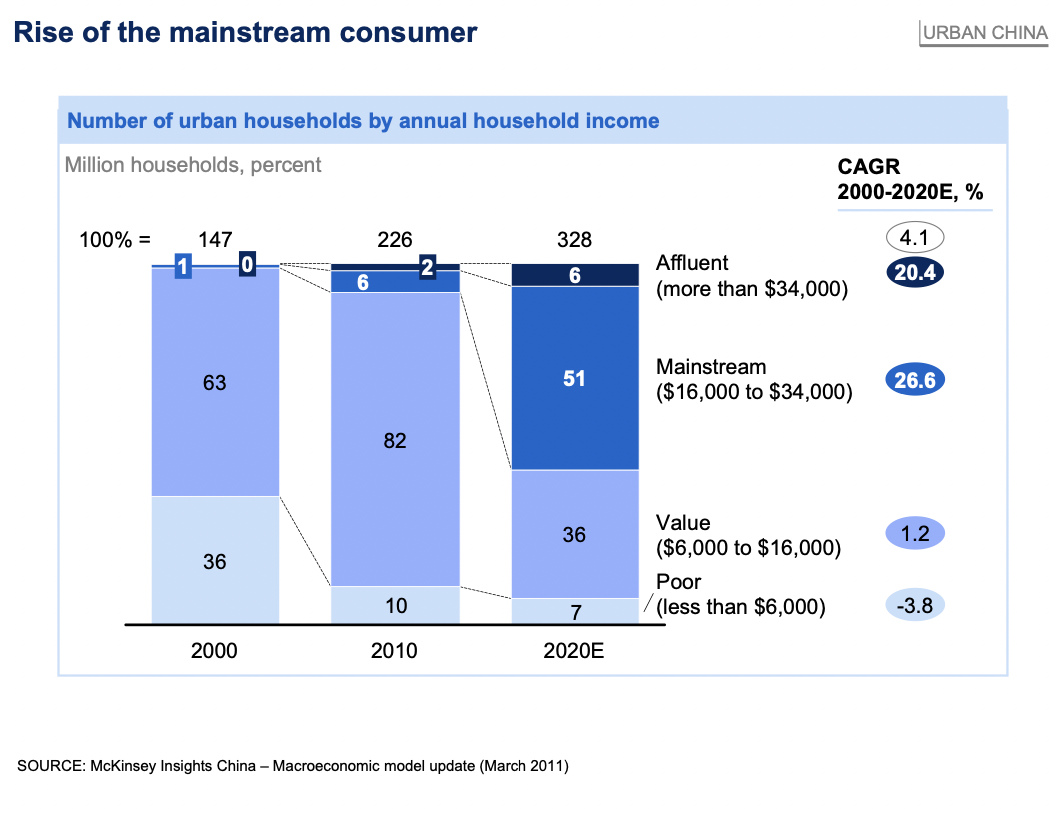 Rise of the mainstream consumer
URBAN CHINA
Number of urban households by annual household income
Million households, percent
CAGR
2000-2020E, %
100% =
147
226
328
4.1
1
0
2
6
6
Affluent
(more than $34,000)
20.4
63
82
51
Mainstream
($16,000 to $34,000)
26.6
36
Value
($6,000 to $16,000)
1.2
36
10
7
Poor
(less than $6,000)
-3.8
2000
2010
2020E
SOURCE: McKinsey Insights China – Macroeconomic model update (March 2011)